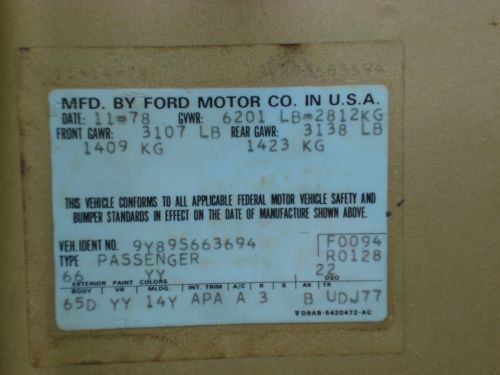 MFD. BY FORD MOTOR CO. IN U.S.A.
DATE: 11-78 GVWR: 6201 LB=2812KG
FRONT GAWR: 3107 LB REAR GAWR: 3138 LB
1409 KG 1423 KG
THIS VEHICLE CONFORMS TO ALL APPLICABLE FEDERAL MOTOR VEHICLE SAFETY AND
BUMPER STANDARDS IN EFFECT ON THE DATE OF MANUFACTURE SHOWN ABOVE.
VEH. IDENT NO. 9Y89S663694 F0094
TYPE PASSENGER R0128
66 YY 22
EXTERIOR PAINT COLORS DSO
BODY VR MLDG. INT. TRIM A/C R S AX TR
65D YY 14Y APA A 3 B UDJ77
D9AB-5420472-AC